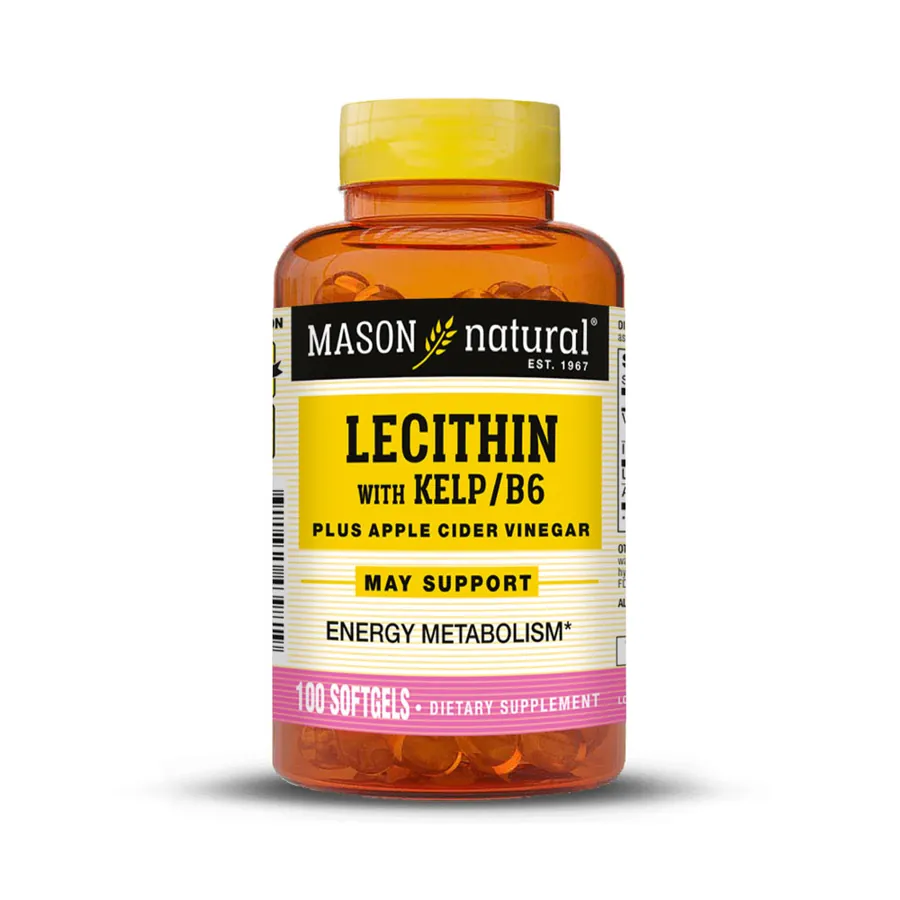 MASON natural®
EST. 1967
LECITHIN
WITH KELP/B6
PLUS APPLE CIDER VINEGAR
MAY SUPPORT
ENERGY METABOLISM*
100 SOFTGELS • DIETARY SUPPLEMENT